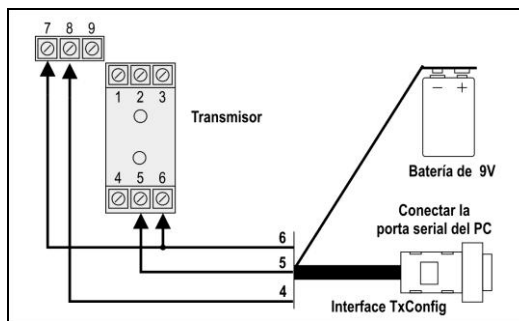 7 8 9
1 2 3
Transmisor
4 5 6
− +
Batería de 9V
Conectar la
porta serial del PC
6
5
4
Interface TxConfig